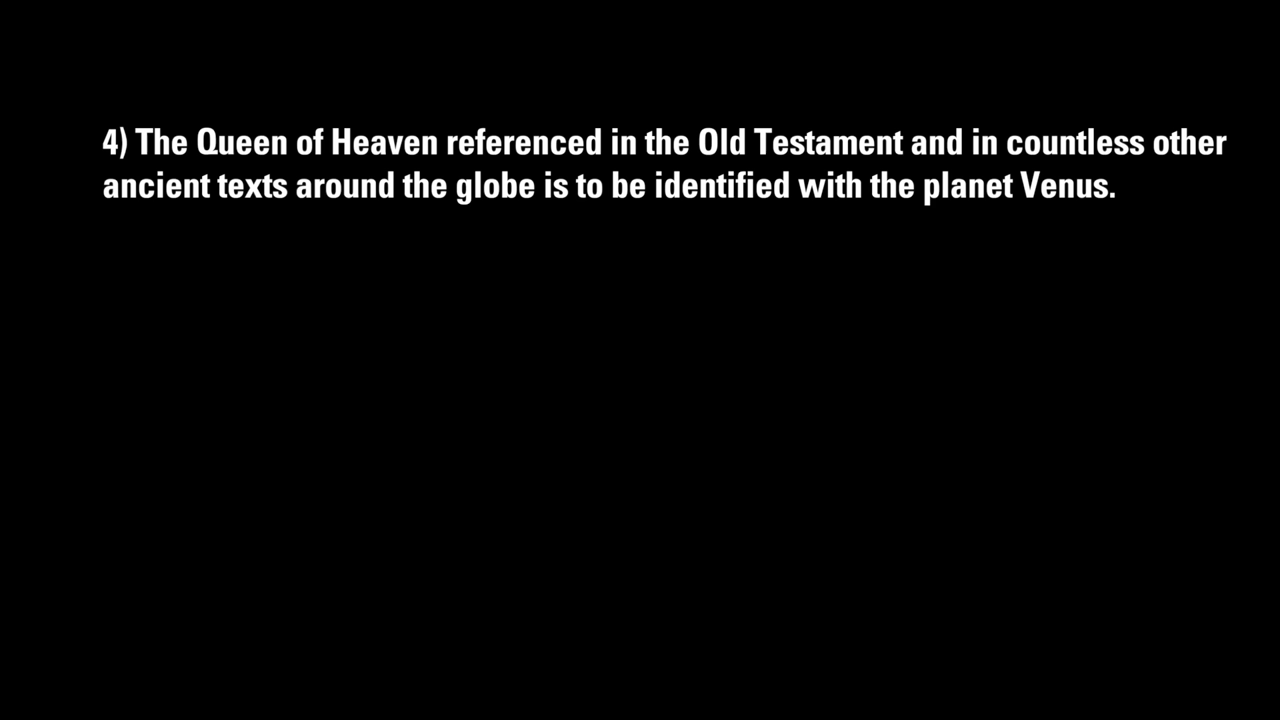 4) The Queen of Heaven referenced in the Old Testament and in countless other
ancient texts around the globe is to be identified with the planet Venus.